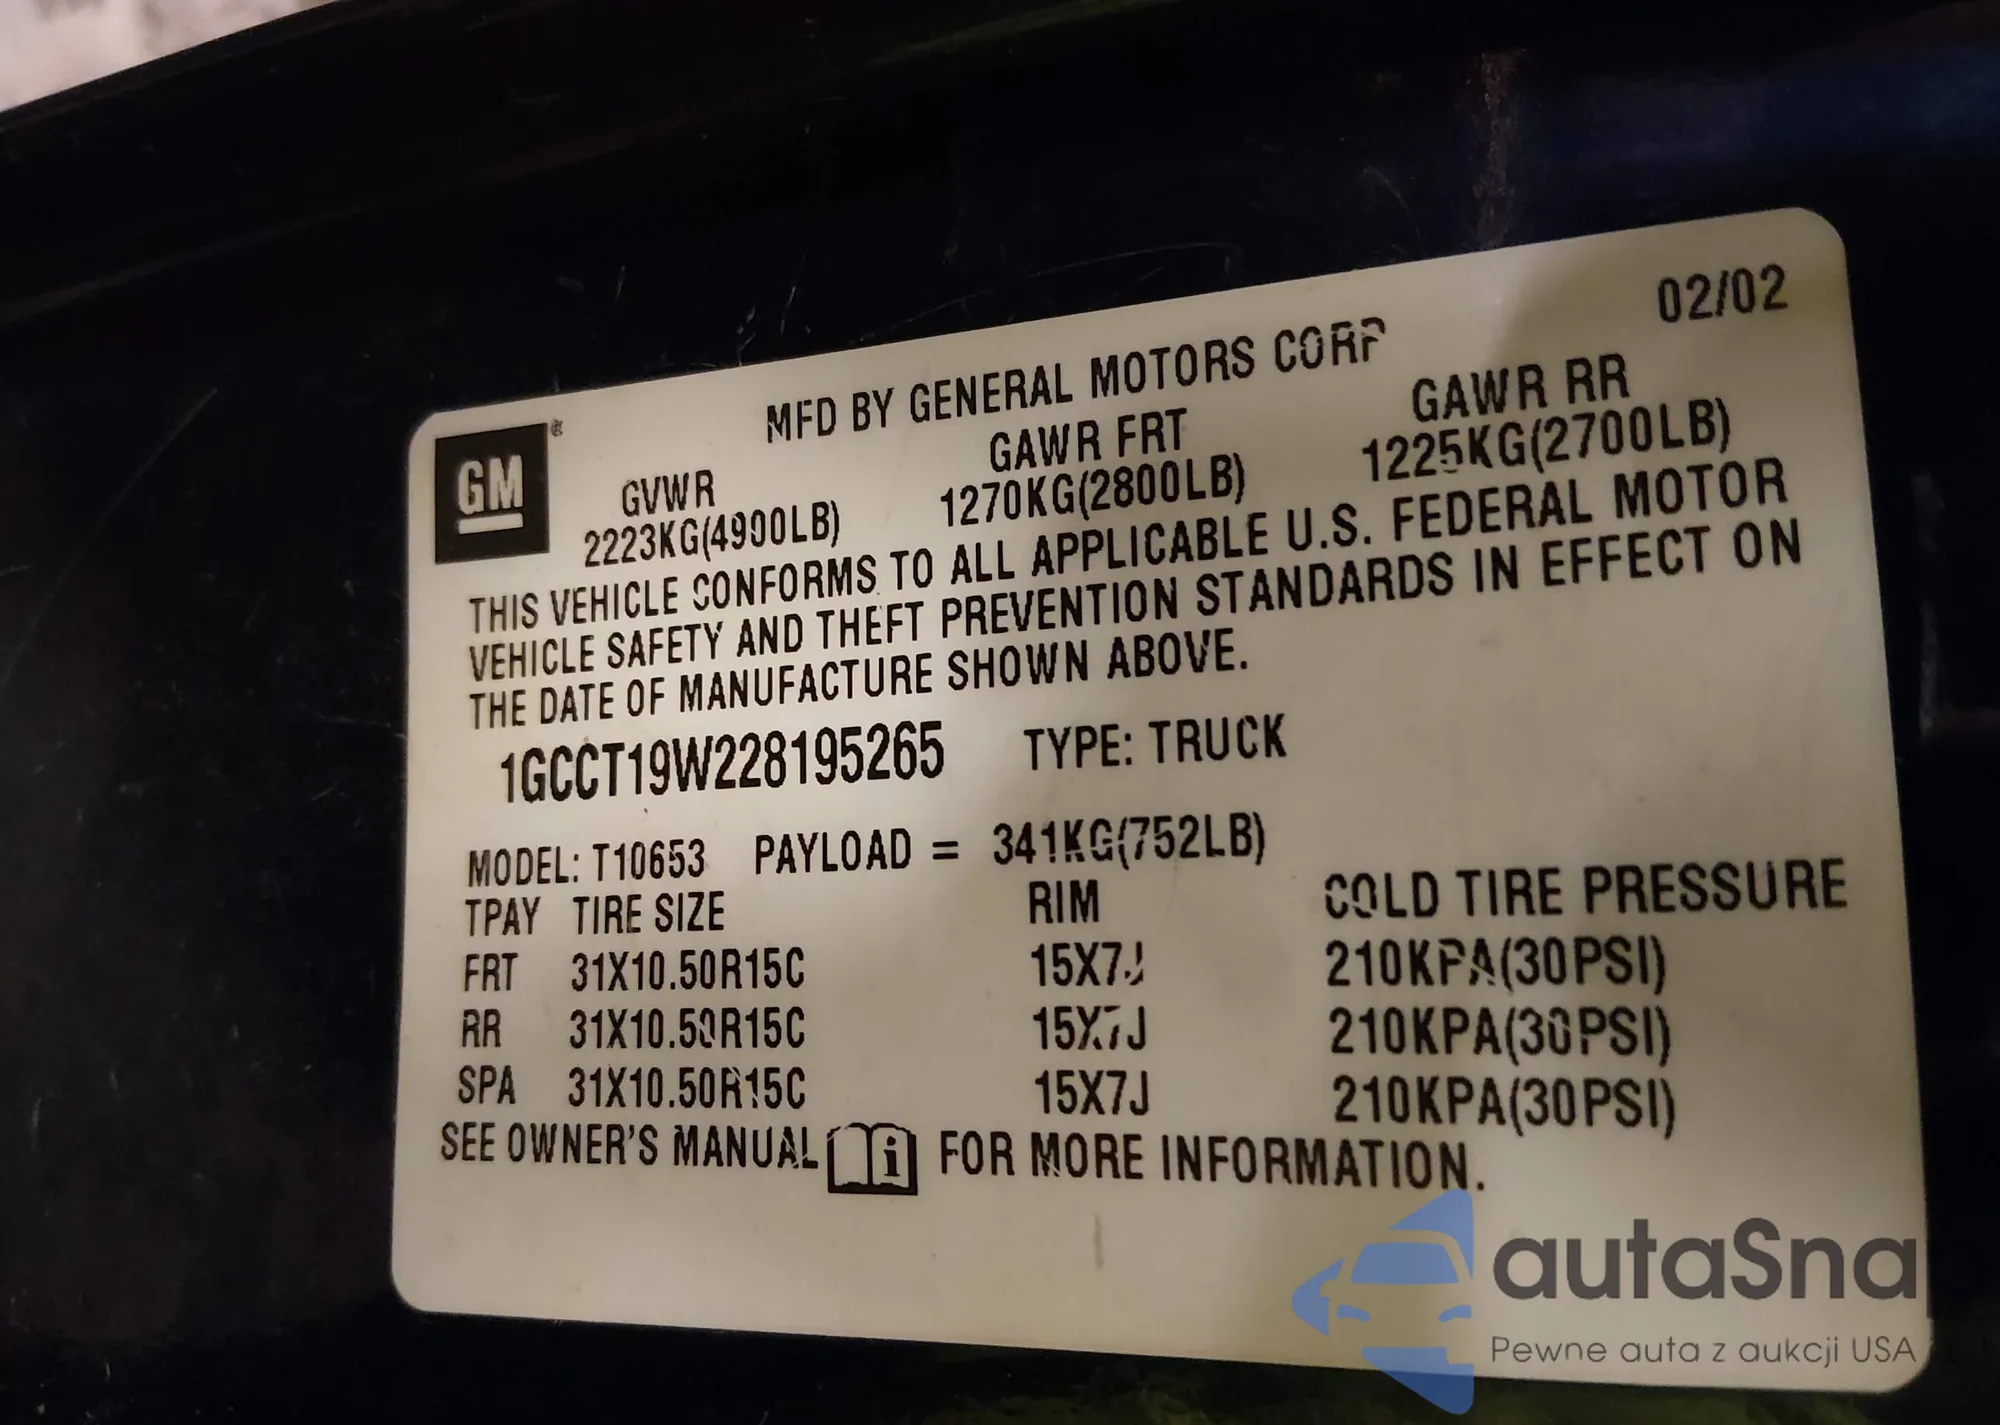 02/02
MFD BY GENERAL MOTORS CORP
GM®
GVWR GAWR FRT GAWR RR
2223KG(4900LB) 1270KG(2800LB) 1225KG(2700LB)
THIS VEHICLE CONFORMS TO ALL APPLICABLE U.S. FEDERAL MOTOR
VEHICLE SAFETY AND THEFT PREVENTION STANDARDS IN EFFECT ON
THE DATE OF MANUFACTURE SHOWN ABOVE.
1GCCT19W228195265 TYPE: TRUCK
MODEL: T10653 PAYLOAD = 341KG(752LB)
TPAY TIRE SIZE RIM COLD TIRE PRESSURE
FRT 31X10.50R15C 15X7J 210KPA(30PSI)
RR 31X10.50R15C 15X7J 210KPA(30PSI)
SPA 31X10.50R15C 15X7J 210KPA(30PSI)
SEE OWNER'S MANUAL i FOR MORE INFORMATION.
autaSna
Pewne auta z aukcji USA